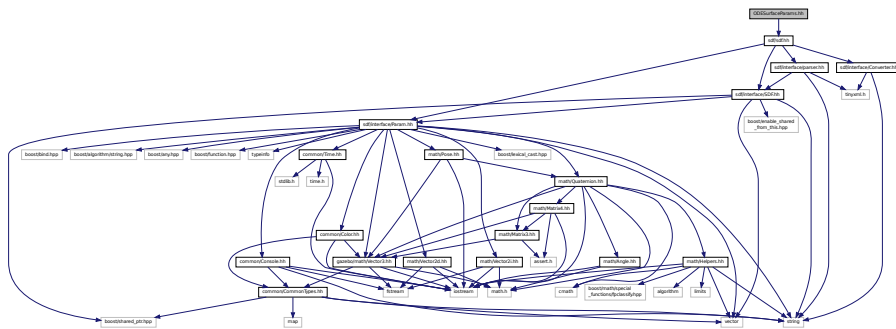 ODESurfaceParams.hh
sdf/sdf.hh
sdf/interface/parser.hh
sdf/interface/Converter.hh
sdf/interface/SDF.hh
tinyxml.h
sdf/interface/Param.hh
boost/enable_shared
_from_this.hpp
boost/bind.hpp
boost/algorithm/string.hpp
boost/any.hpp
boost/function.hpp
typeinfo
common/Time.hh
math/Pose.hh
boost/lexical_cast.hpp
stdlib.h
time.h
math/Quaternion.hh
math/Matrix4.hh
common/Color.hh
math/Matrix3.hh
common/Console.hh
gazebo/math/Vector3.hh
math/Vector2d.hh
math/Vector2i.hh
assert.h
math/Angle.hh
math/Helpers.hh
common/CommonTypes.hh
fstream
iostream
math.h
cmath
boost/math/special
_functions/fpclassify.hpp
algorithm
limits
boost/shared_ptr.hpp
map
vector
string